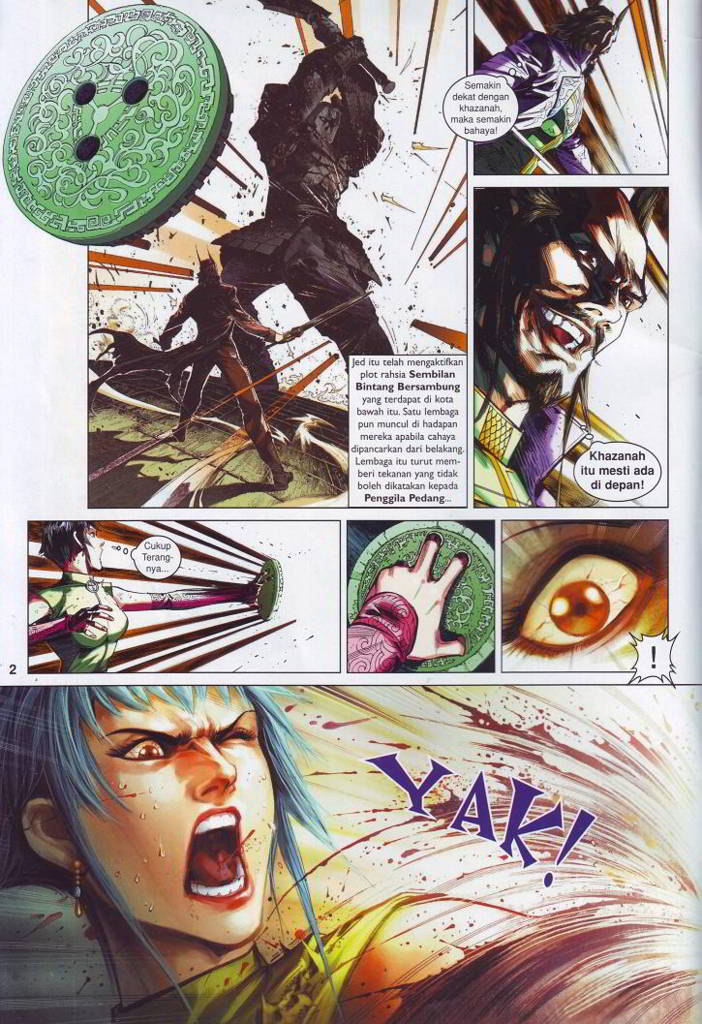 Semakin
dekat dengan
khazanah,
maka semakin
bahaya!
Jed itu telah mengaktifkan
plot rahsia Sembilan
Bintang Bersambung
yang terdapat di kota
bawah itu. Satu lembaga
pun muncul di hadapan
mereka apabila cahaya
dipancarkan dari belakang.
Lembaga itu turut mem-
beri tekanan yang tidak
boleh dikatakan kepada
Penggila Pedang...
Khazanah
itu mesti ada
di depan!
Cukup
Terang-
nya...
!
2
YAK!